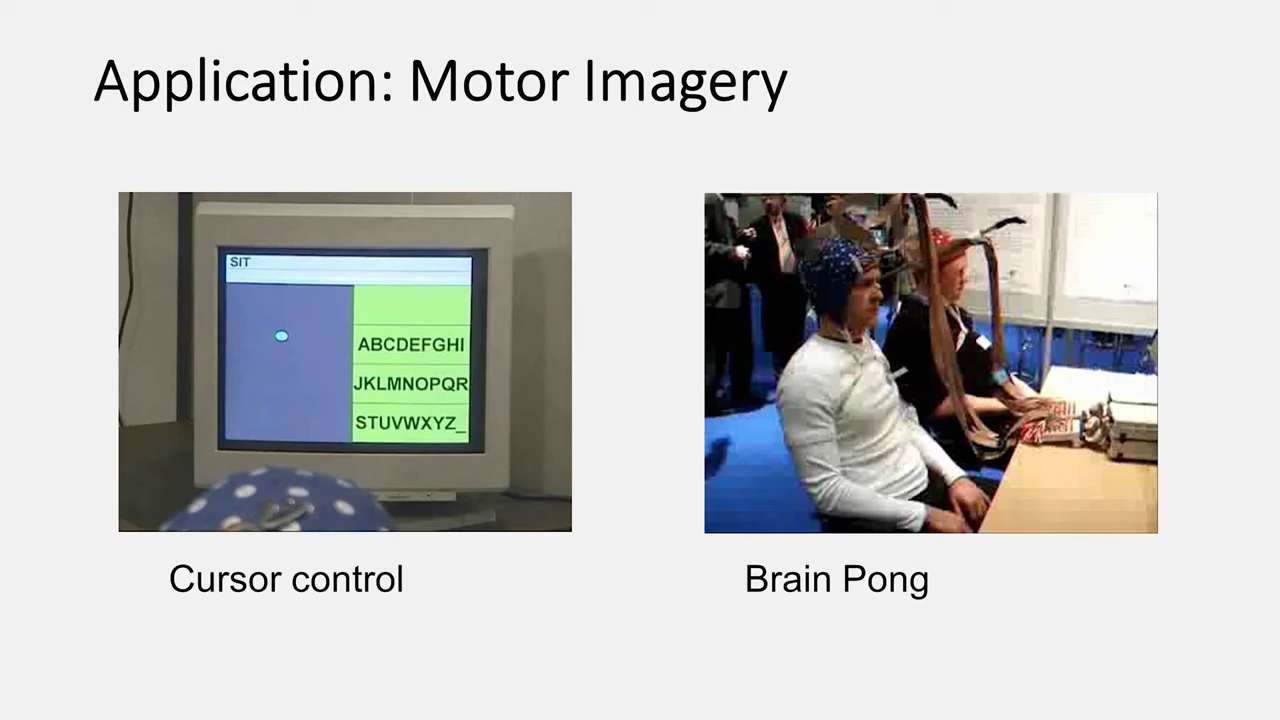 Application: Motor Imagery
SIT
ABCDEFGHI
JKLMNOPQR
STUVWXYZ_
Cursor control
Brain Pong